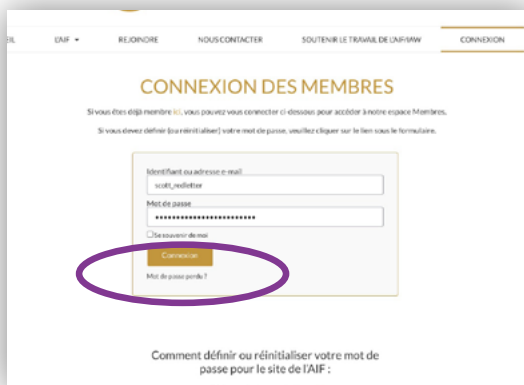 EIL L'AIF REJOINDRE NOUS CONTACTER SOUTENIR LE TRAVAIL DE L'AIF/IAW CONNEXION
CONNEXION DES MEMBRES
Si vous êtes déjà membre ici, vous pouvez vous connecter ci-dessous pour accéder à notre espace Membres.
Si vous devez définir (ou réinitialiser) votre mot de passe, veuillez cliquer sur le lien sous le formulaire.
Identifiant ou adresse e-mail
scott_redletter
Mot de passe
••••••••••••••••••••••••
Se souvenir de moi
Connexion
Mot de passe perdu ?
Comment définir ou réinitialiser votre mot de
passe pour le site de l'AIF :